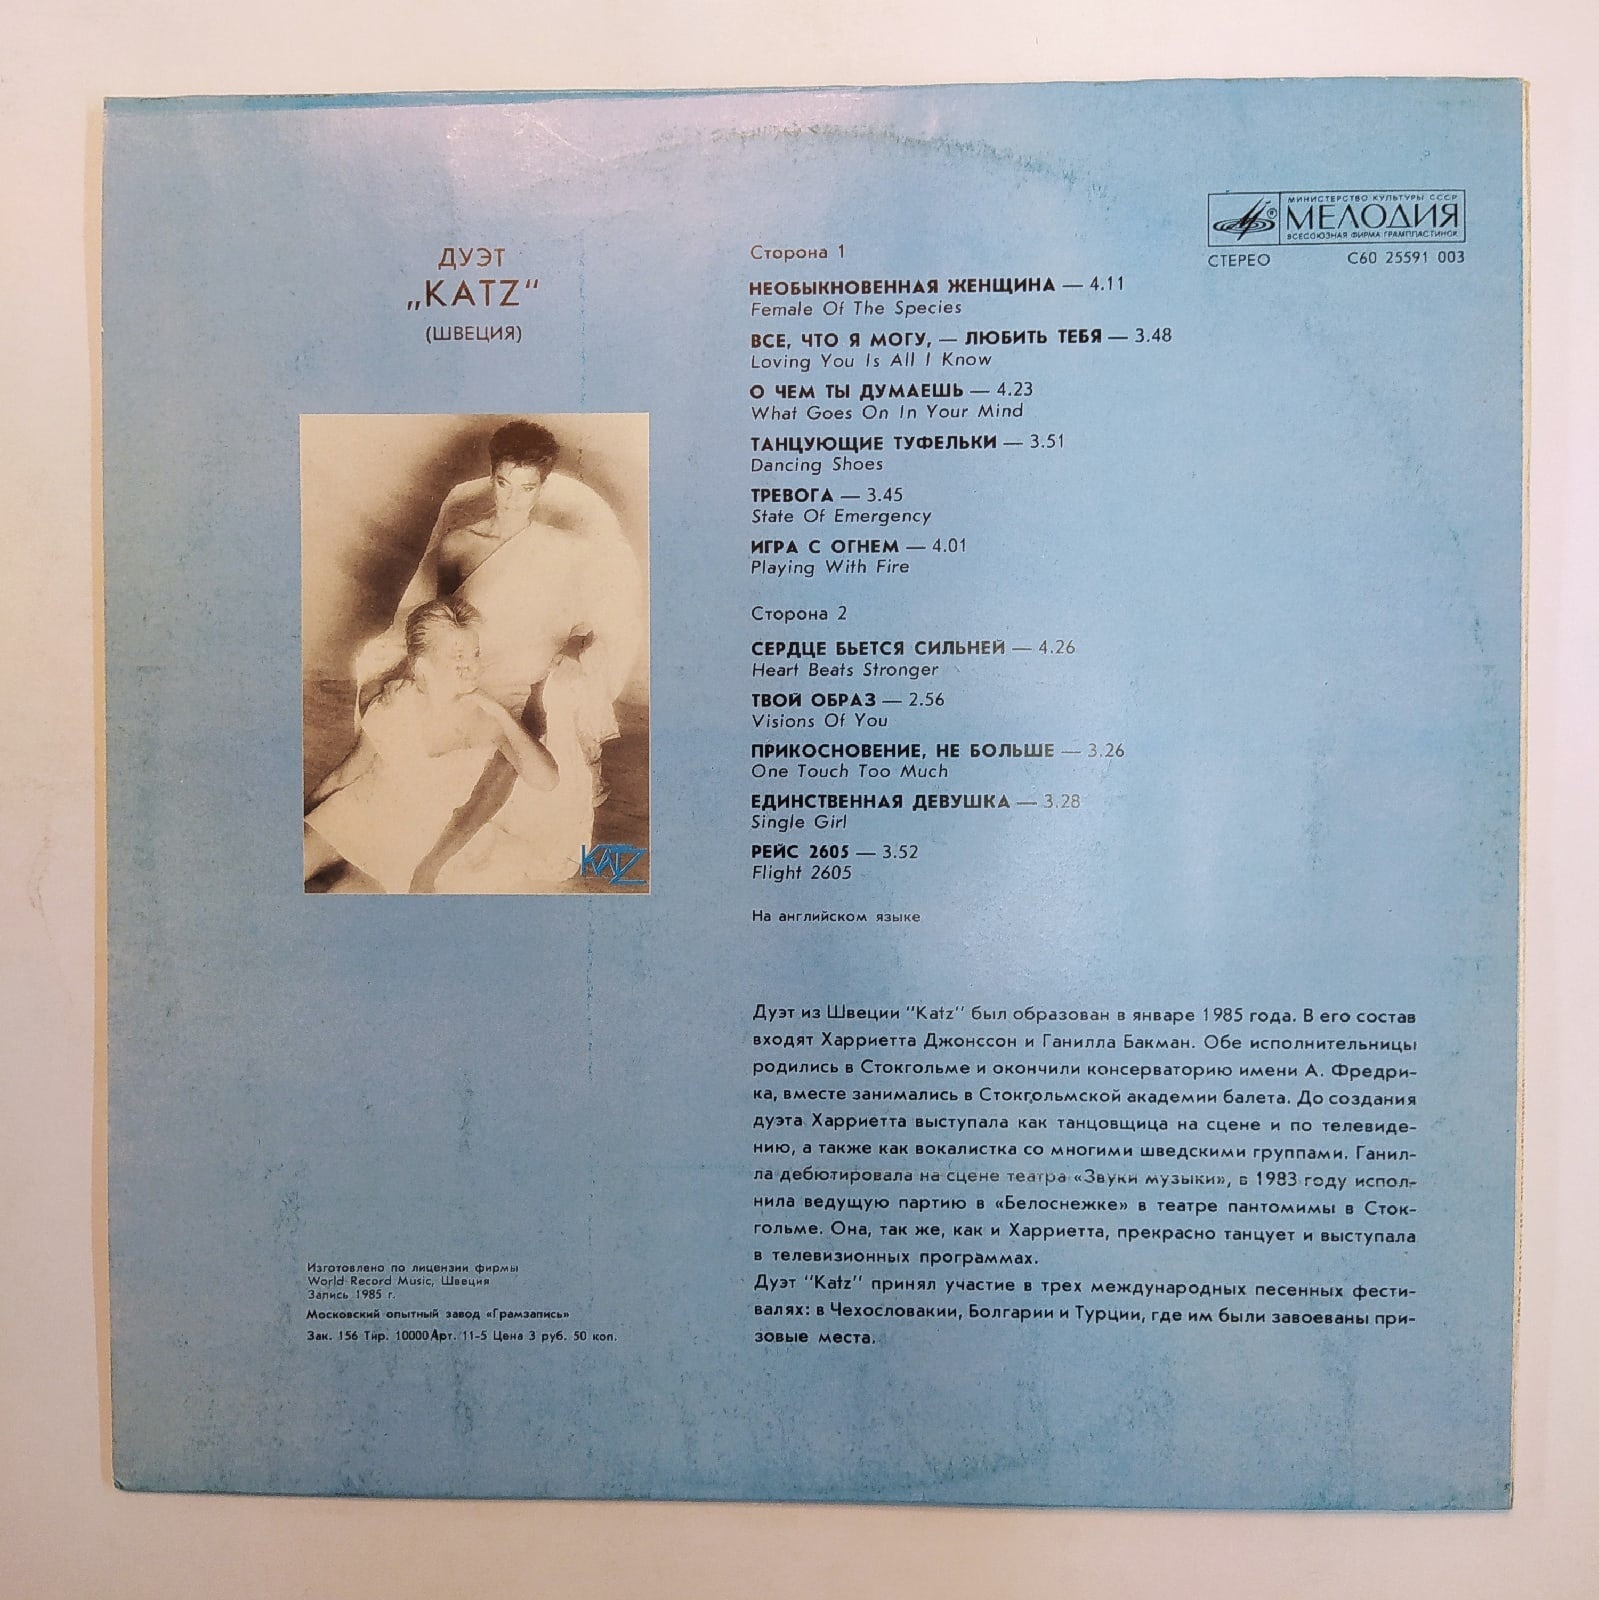 ДУЭТ
„KATZ“
(ШВЕЦИЯ)
МИНИСТЕРСТВО КУЛЬТУРЫ СССР
МЕЛОДИЯ
ВСЕСОЮЗНАЯ ФИРМА ГРАМПЛАСТИНОК
СТЕРЕО С60 25591 003
Сторона 1
НЕОБЫКНОВЕННАЯ ЖЕНЩИНА — 4.11
Female Of The Species
ВСЕ, ЧТО Я МОГУ, — ЛЮБИТЬ ТЕБЯ — 3.48
Loving You Is All I Know
О ЧЕМ ТЫ ДУМАЕШЬ — 4.23
What Goes On In Your Mind
ТАНЦУЮЩИЕ ТУФЕЛЬКИ — 3.51
Dancing Shoes
ТРЕВОГА — 3.45
State Of Emergency
ИГРА С ОГНЕМ — 4.01
Playing With Fire
Сторона 2
СЕРДЦЕ БЬЕТСЯ СИЛЬНЕЙ — 4.26
Heart Beats Stronger
ТВОЙ ОБРАЗ — 2.56
Visions Of You
ПРИКОСНОВЕНИЕ, НЕ БОЛЬШЕ — 3.26
One Touch Too Much
ЕДИНСТВЕННАЯ ДЕВУШКА — 3.28
Single Girl
РЕЙС 2605 — 3.52
Flight 2605
На английском языке
KATZ
Дуэт из Швеции "Katz" был образован в январе 1985 года. В его состав
входят Харриетта Джонссон и Ганилла Бакман. Обе исполнительницы
родились в Стокгольме и окончили консерваторию имени А. Фредри-
ка, вместе занимались в Стокгольмской академии балета. До создания
дуэта Харриетта выступала как танцовщица на сцене и по телевиде-
нию, а также как вокалистка со многими шведскими группами. Ганил-
ла дебютировала на сцене театра «Звуки музыки», в 1983 году испол-
нила ведущую партию в «Белоснежке» в театре пантомимы в Сток-
гольме. Она, так же, как и Харриетта, прекрасно танцует и выступала
в телевизионных программах.
Дуэт "Katz" принял участие в трех международных песенных фести-
валях: в Чехословакии, Болгарии и Турции, где им были завоеваны при-
зовые места.
Изготовлено по лицензии фирмы
World Record Music, Швеция
Запись 1985 г.
Московский опытный завод «Грамзапись»
Зак. 156 Тир. 10000 Арт. 11-5 Цена 3 руб. 50 коп.